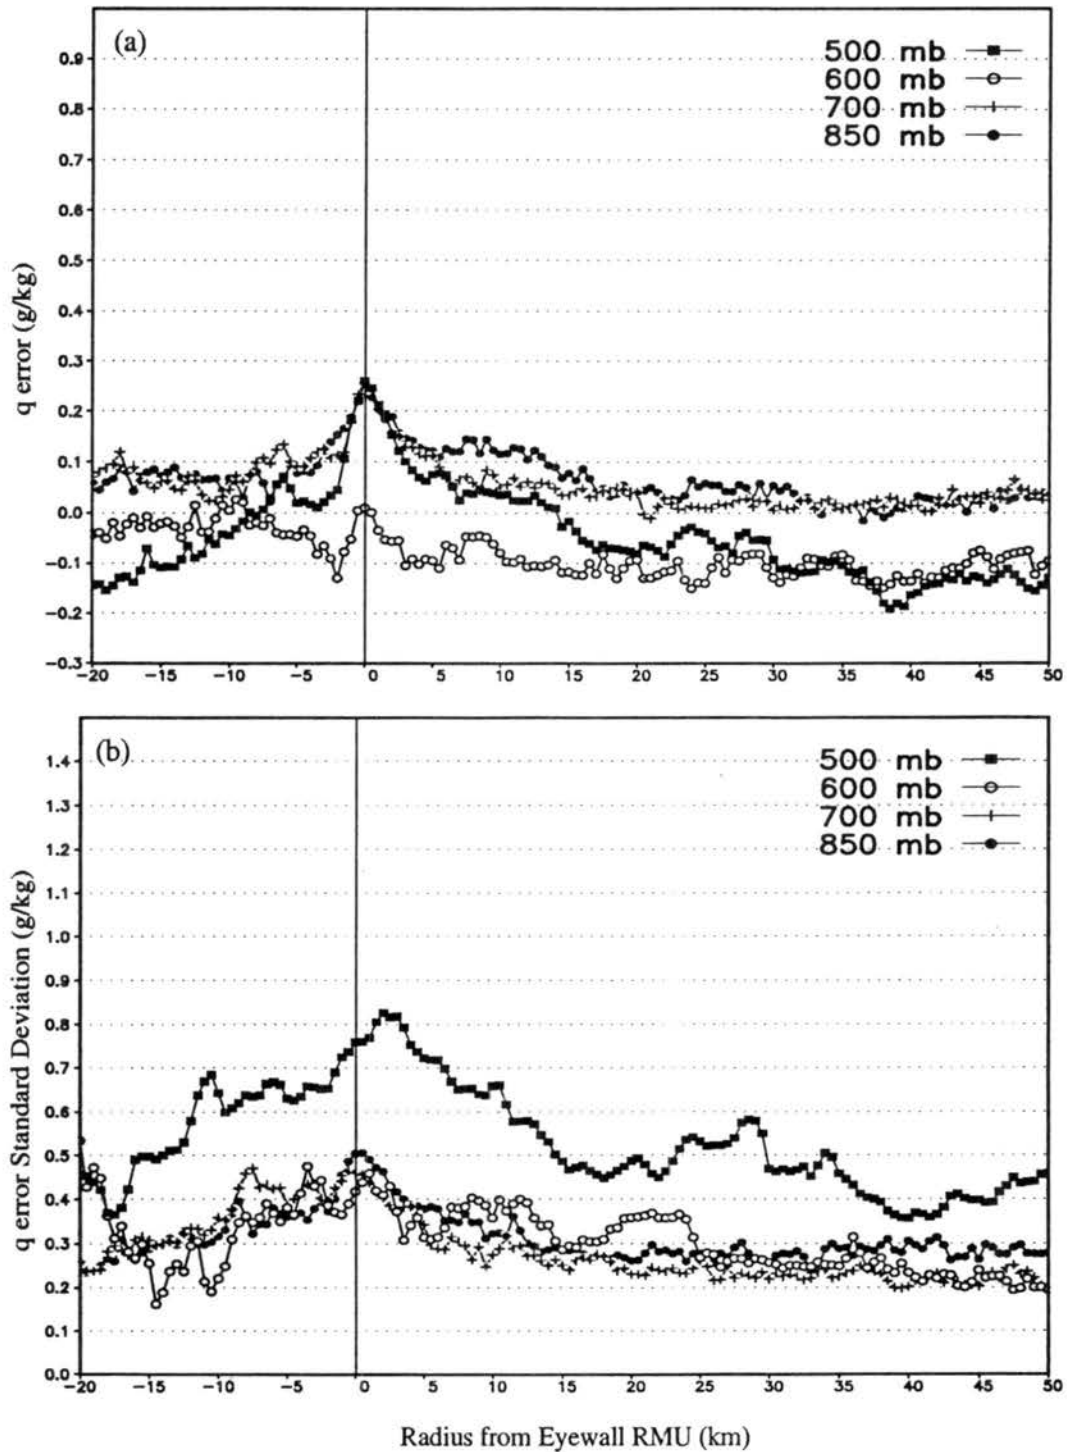 (a)
500 mb
600 mb
700 mb
850 mb
0.9
0.8
0.7
0.6
0.5
0.4
0.3
0.2
0.1
0.0
-0.1
-0.2
-0.3
q error (g/kg)
-20 -15 -10 -5 0 5 10 15 20 25 30 35 40 45 50
(b)
500 mb
600 mb
700 mb
850 mb
1.4
1.3
1.2
1.1
1.0
0.9
0.8
0.7
0.6
0.5
0.4
0.3
0.2
0.1
0.0
q error Standard Deviation (g/kg)
-20 -15 -10 -5 0 5 10 15 20 25 30 35 40 45 50
Radius from Eyewall RMU (km)